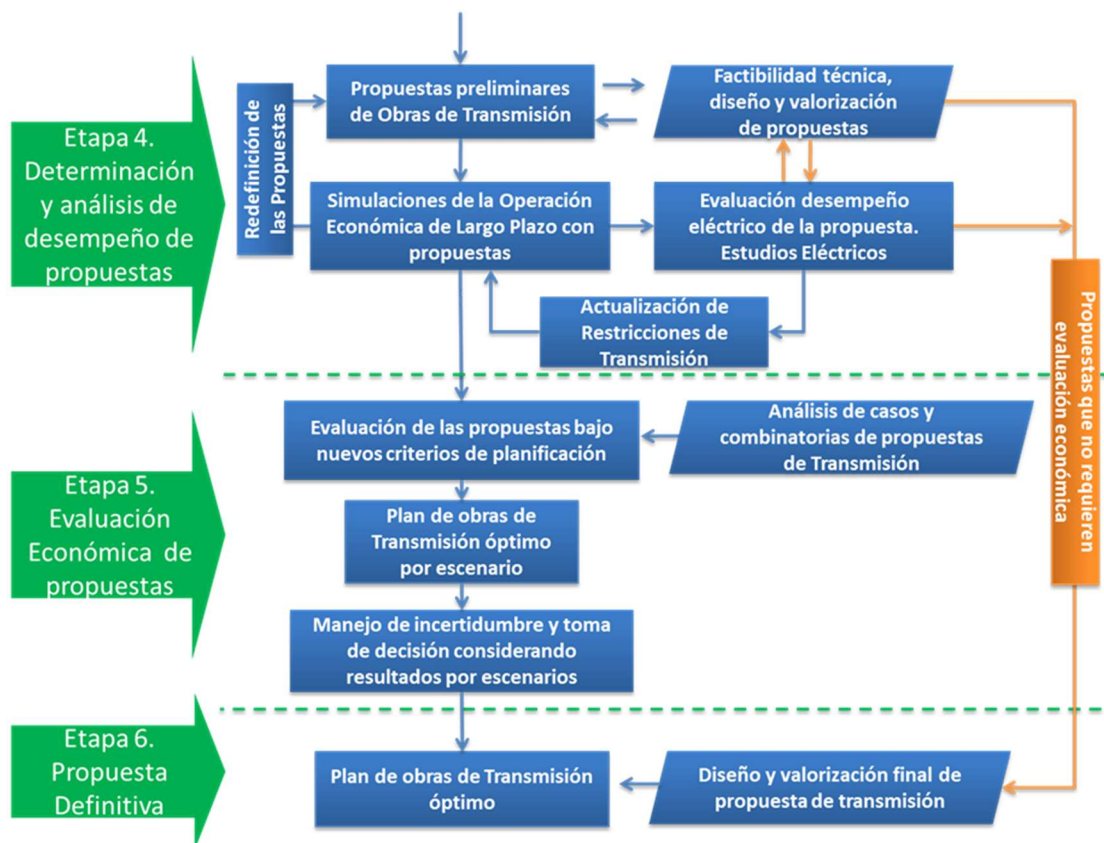 Etapa 4.
Determinación
y análisis de
desempeño de
propuestas
Redefinición de
las Propuestas
Propuestas preliminares
de Obras de Transmisión
Factibilidad técnica,
diseño y valorización
de propuestas
Simulaciones de la Operación
Económica de Largo Plazo con
propuestas
Evaluación desempeño
eléctrico de la propuesta.
Estudios Eléctricos
Actualización de
Restricciones de
Transmisión
Propuestas que no requieren
evaluación económica
Etapa 5.
Evaluación
Económica de
propuestas
Evaluación de las propuestas bajo
nuevos criterios de planificación
Análisis de casos y
combinatorias de propuestas
de Transmisión
Plan de obras de
Transmisión óptimo
por escenario
Manejo de incertidumbre y toma
de decisión considerando
resultados por escenarios
Etapa 6.
Propuesta
Definitiva
Plan de obras de Transmisión
óptimo
Diseño y valorización final de
propuesta de transmisión